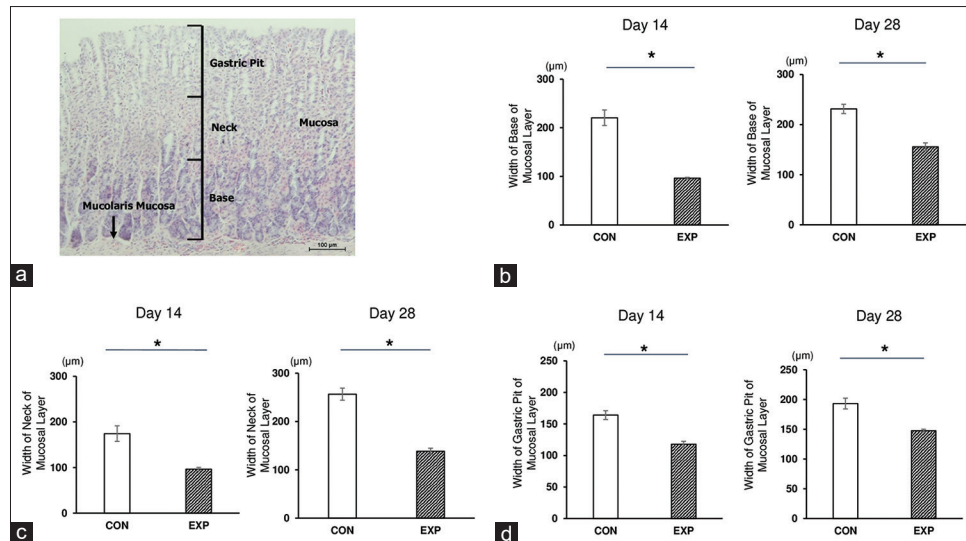 Gastric Pit
Neck
Mucosa
Base
Mucolaris Mucosa
100 µm
a
Day 14
(µm)
*
Width of Base of
Mucosal Layer
300
200
100
0
CON EXP
Day 28
(µm)
*
Width of Base of
Mucosal Layer
300
200
100
0
CON EXP
b
Day 14
(µm)
*
Width of Neck of
Mucosal Layer
300
200
100
0
CON EXP
Day 28
(µm)
*
Width of Neck of
Mucosal Layer
300
200
100
0
CON EXP
c
Day 14
(µm)
*
Width of Gastric Pit of
Mucosal Layer
250
200
150
100
50
0
CON EXP
Day 28
(µm)
*
Width of Gastric Pit of
Mucosal Layer
250
200
150
100
50
0
CON EXP
d